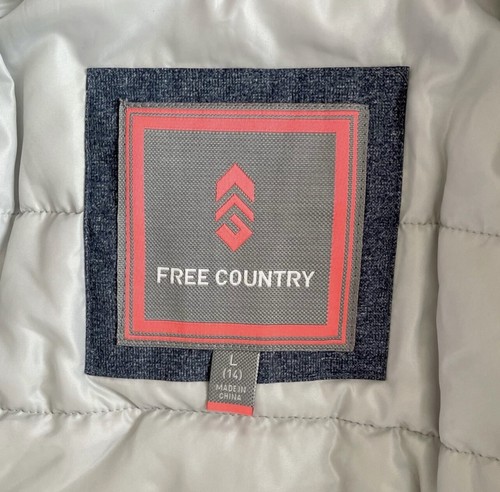 FREE COUNTRY
L
(14)
MADE IN
CHINA